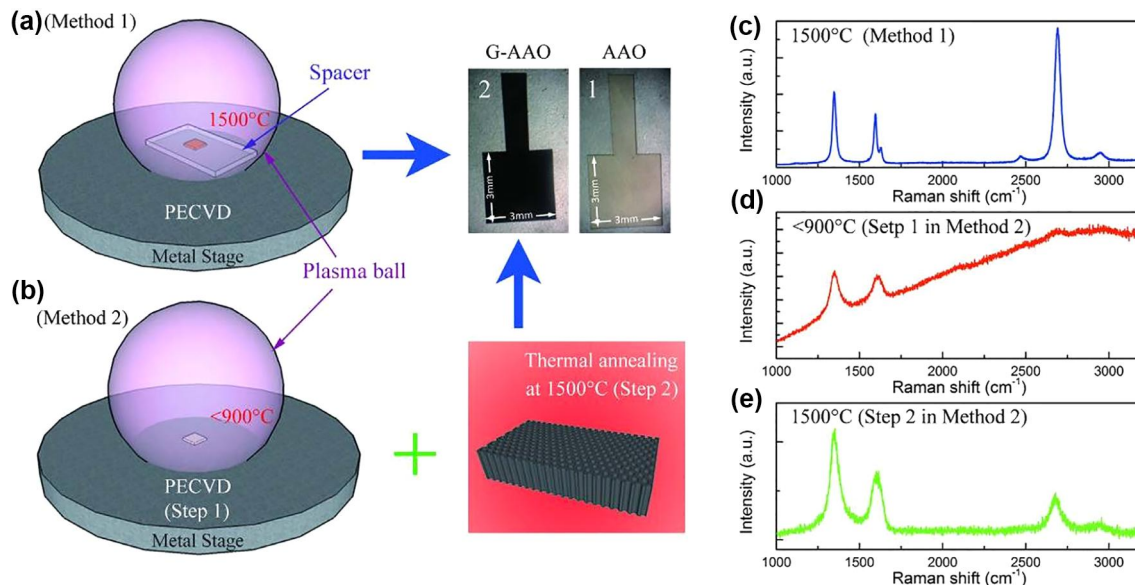 (a)
(Method 1)
Spacer
1500°C
PECVD
Metal Stage
Plasma ball
(b)
(Method 2)
<900°C
PECVD
(Step 1)
Metal Stage
G-AAO
AAO
2
1
3mm
3mm
3mm
3mm
Thermal annealing
at 1500°C (Step 2)
(c)
1500°C (Method 1)
Intensity (a.u.)
1000 1500 2000 2500 3000
Raman shift (cm-1)
(d)
<900°C (Setp 1 in Method 2)
Intensity (a.u.)
1000 1500 2000 2500 3000
Raman shift (cm-1)
(e)
1500°C (Step 2 in Method 2)
Intensity (a.u.)
1000 1500 2000 2500 3000
Raman shift (cm-1)